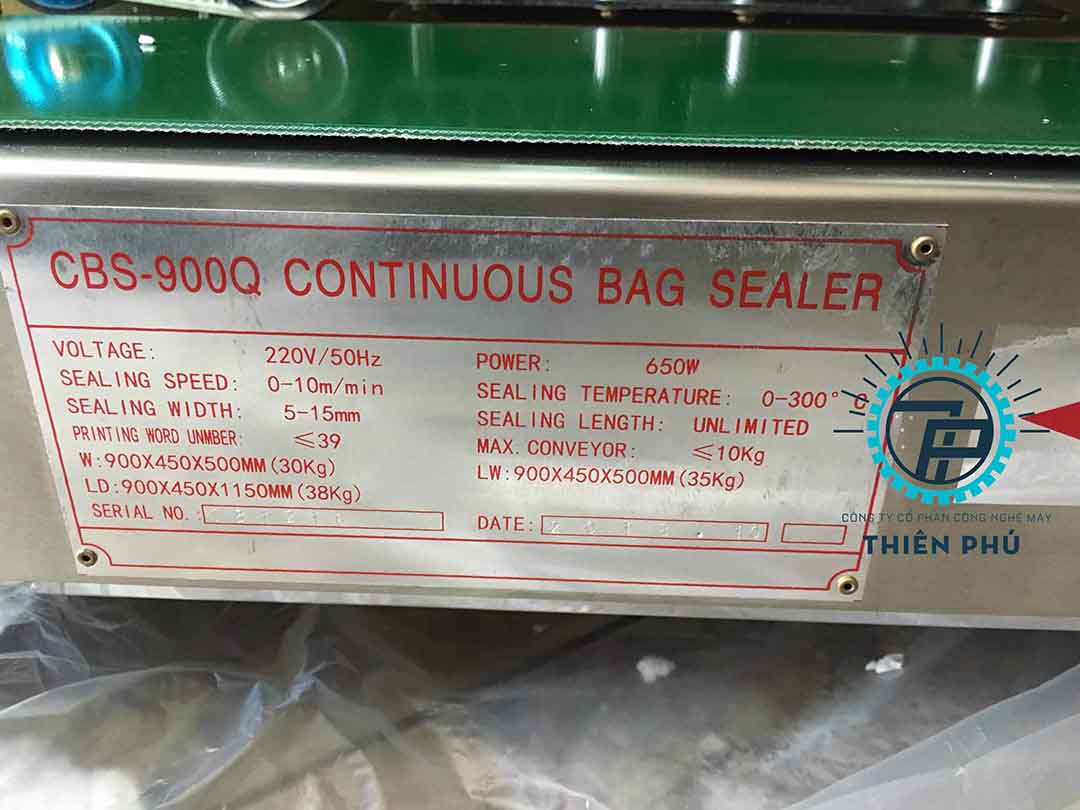 CBS-900Q CONTINUOUS BAG SEALER
VOLTAGE: 220V/50Hz
POWER: 650W
SEALING SPEED: 0-10m/min
SEALING TEMPERATURE: 0-300°C
SEALING WIDTH: 5-15mm
SEALING LENGTH: UNLIMITED
PRINTING WORD UNMBER: ≤39
MAX. CONVEYOR: ≤10Kg
W:900X450X500MM(30Kg)
LW:900X450X500MM(35Kg)
LD:900X450X1150MM(38Kg)
SERIAL NO.:
DATE:
CÔNG TY CỔ PHẦN CÔNG NGHỆ MÁY
THIÊN PHÚ